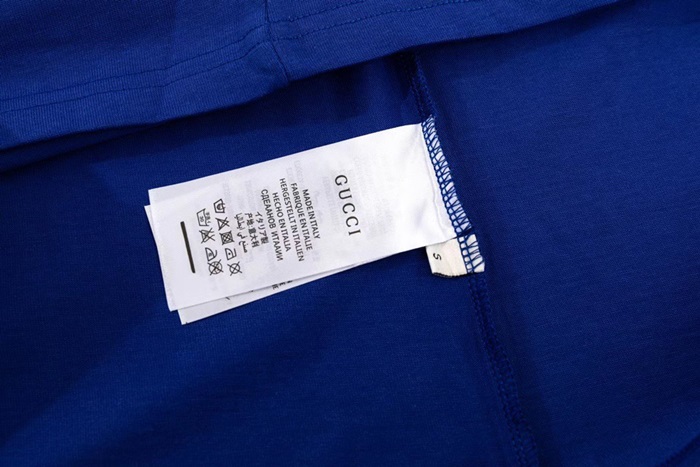 GUCCI
MADE IN ITALY
FABRIQUE EN ITALIE
HERGESTELLT IN ITALIEN
HECHO EN ITALIA
СДЕЛАНОВ ИТАЛИИ
イタリア製
S